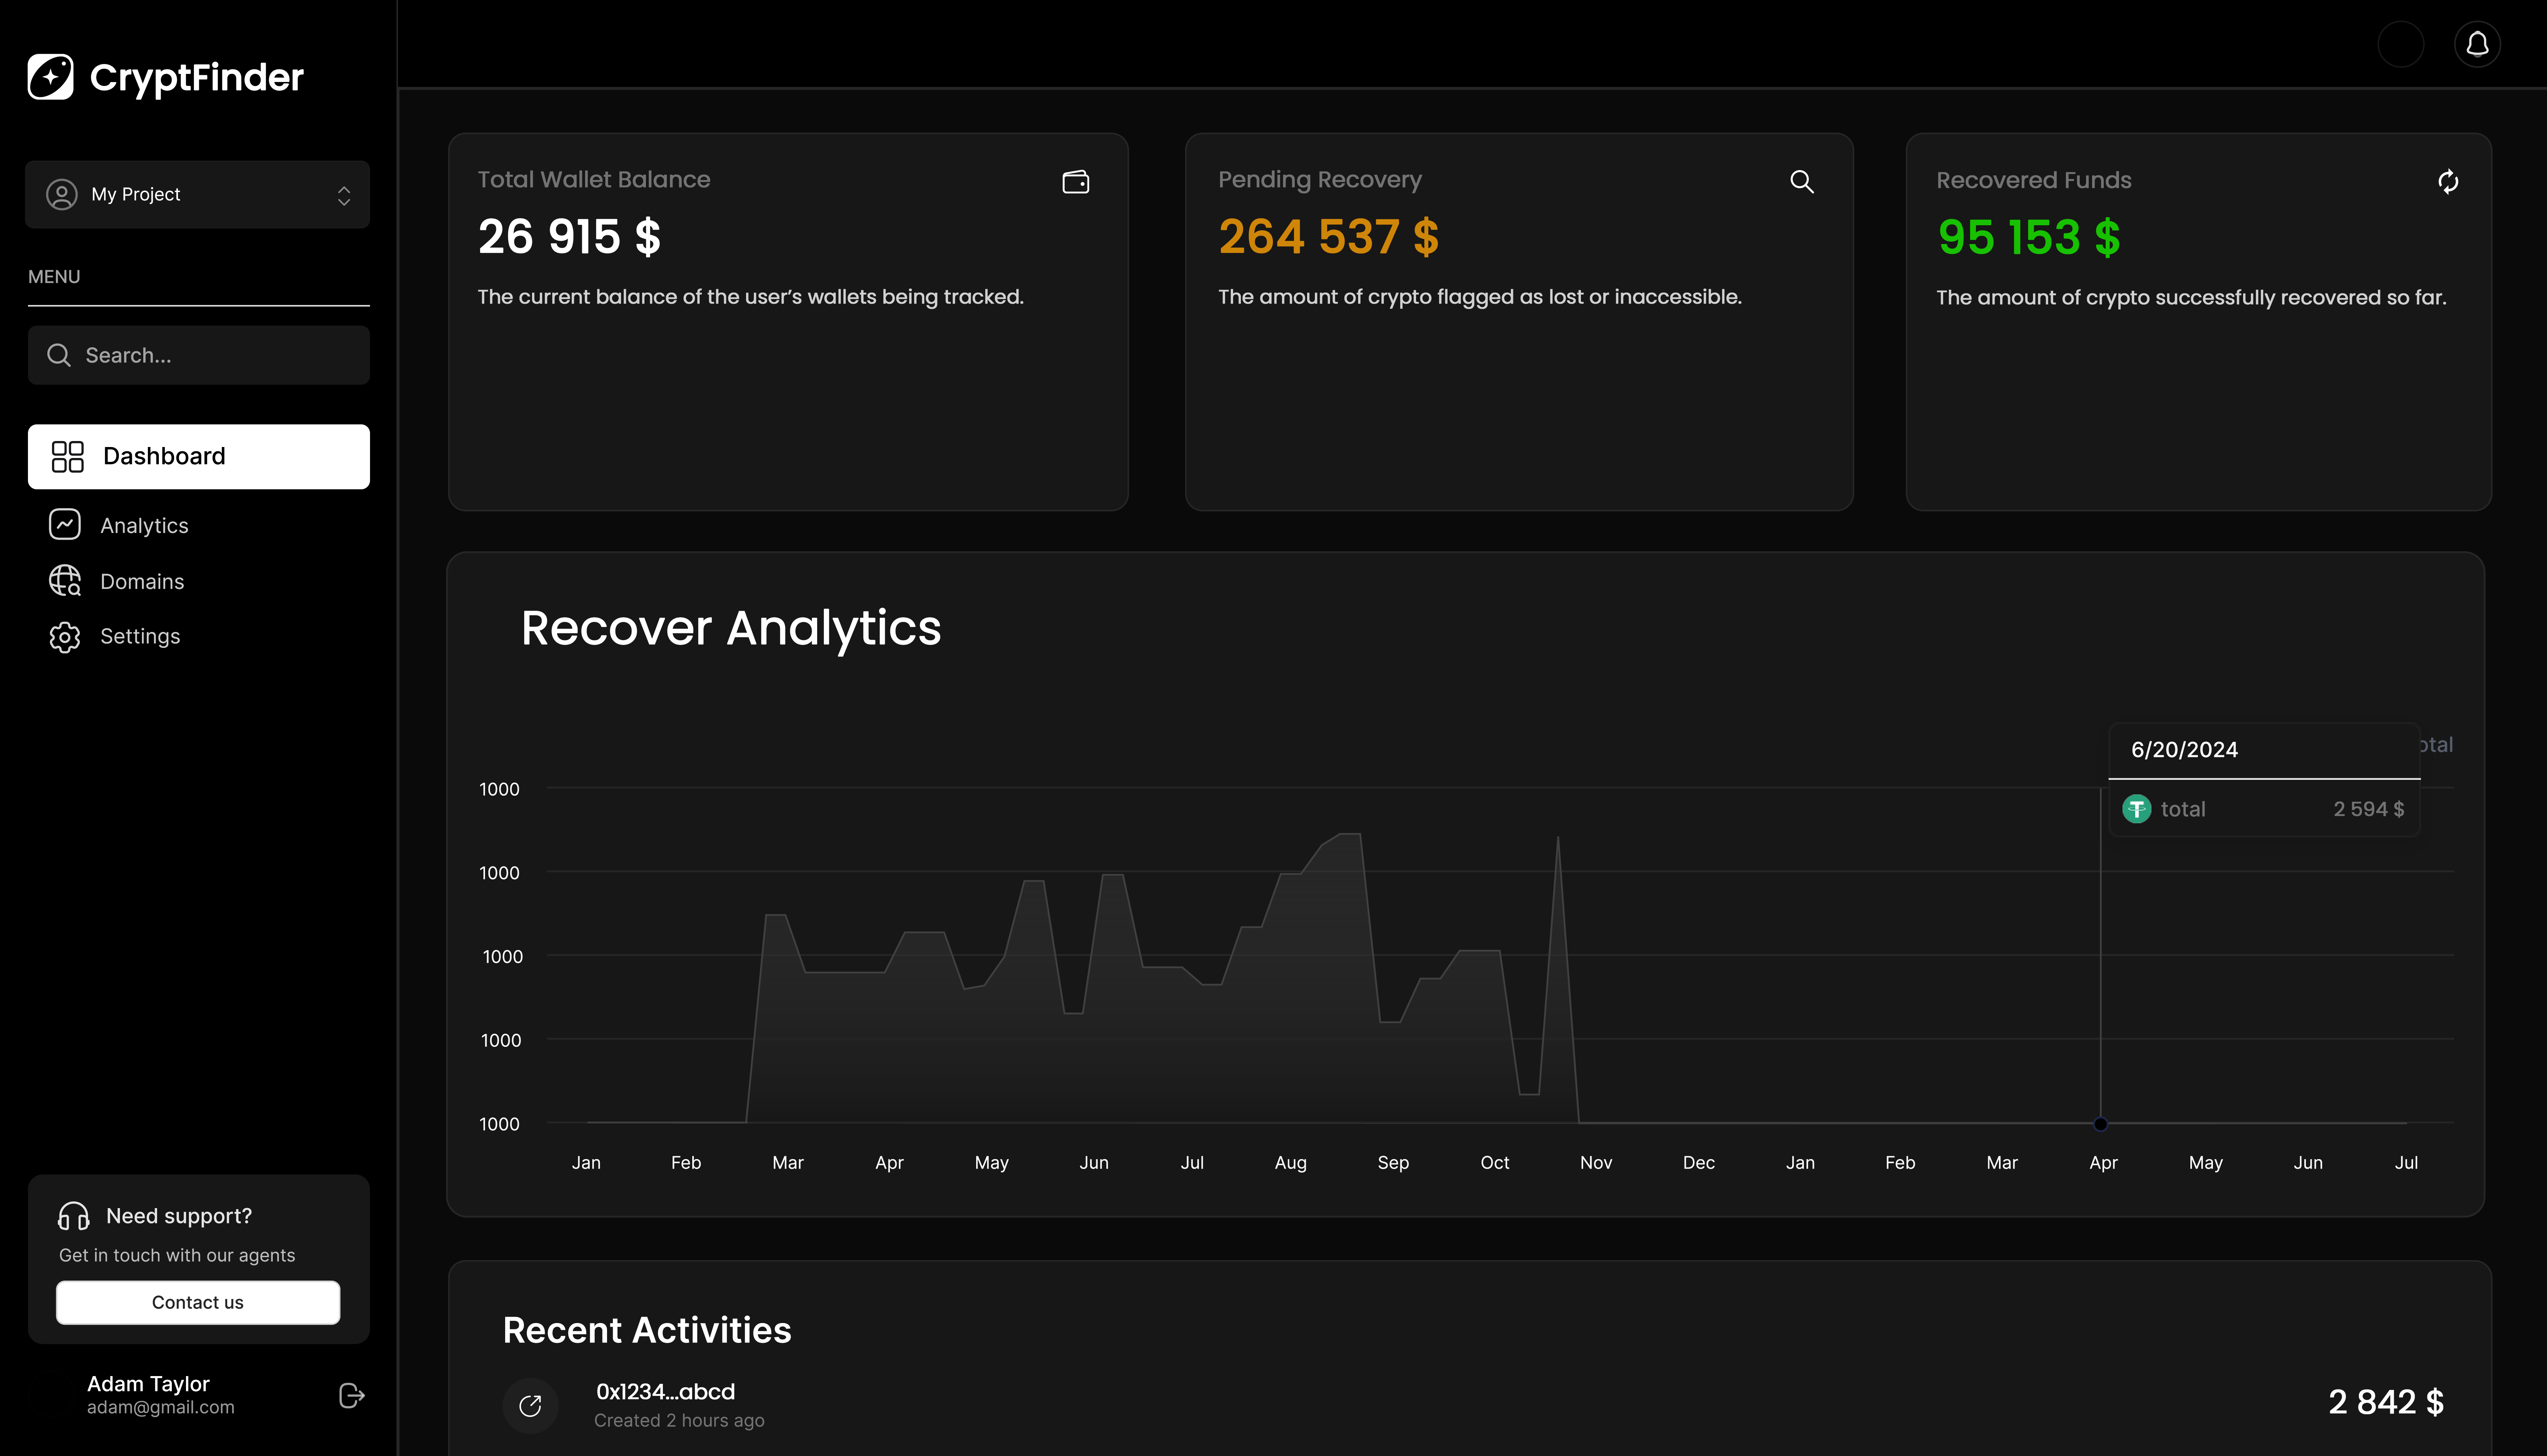 CryptFinder
My Project
MENU
Search...
Dashboard
Analytics
Domains
Settings
Need support?
Get in touch with our agents
Contact us
Adam Taylor
adam@gmail.com
Total Wallet Balance
26 915 $
The current balance of the user’s wallets being tracked.
Pending Recovery
264 537 $
The amount of crypto flagged as lost or inaccessible.
Recovered Funds
95 153 $
The amount of crypto successfully recovered so far.
Recover Analytics
otal
6/20/2024
total 2 594 $
1000
1000
1000
1000
1000
Jan Feb Mar Apr May Jun Jul Aug Sep Oct Nov Dec Jan Feb Mar Apr May Jun Jul
Recent Activities
0x1234...abcd
Created 2 hours ago
2 842 $